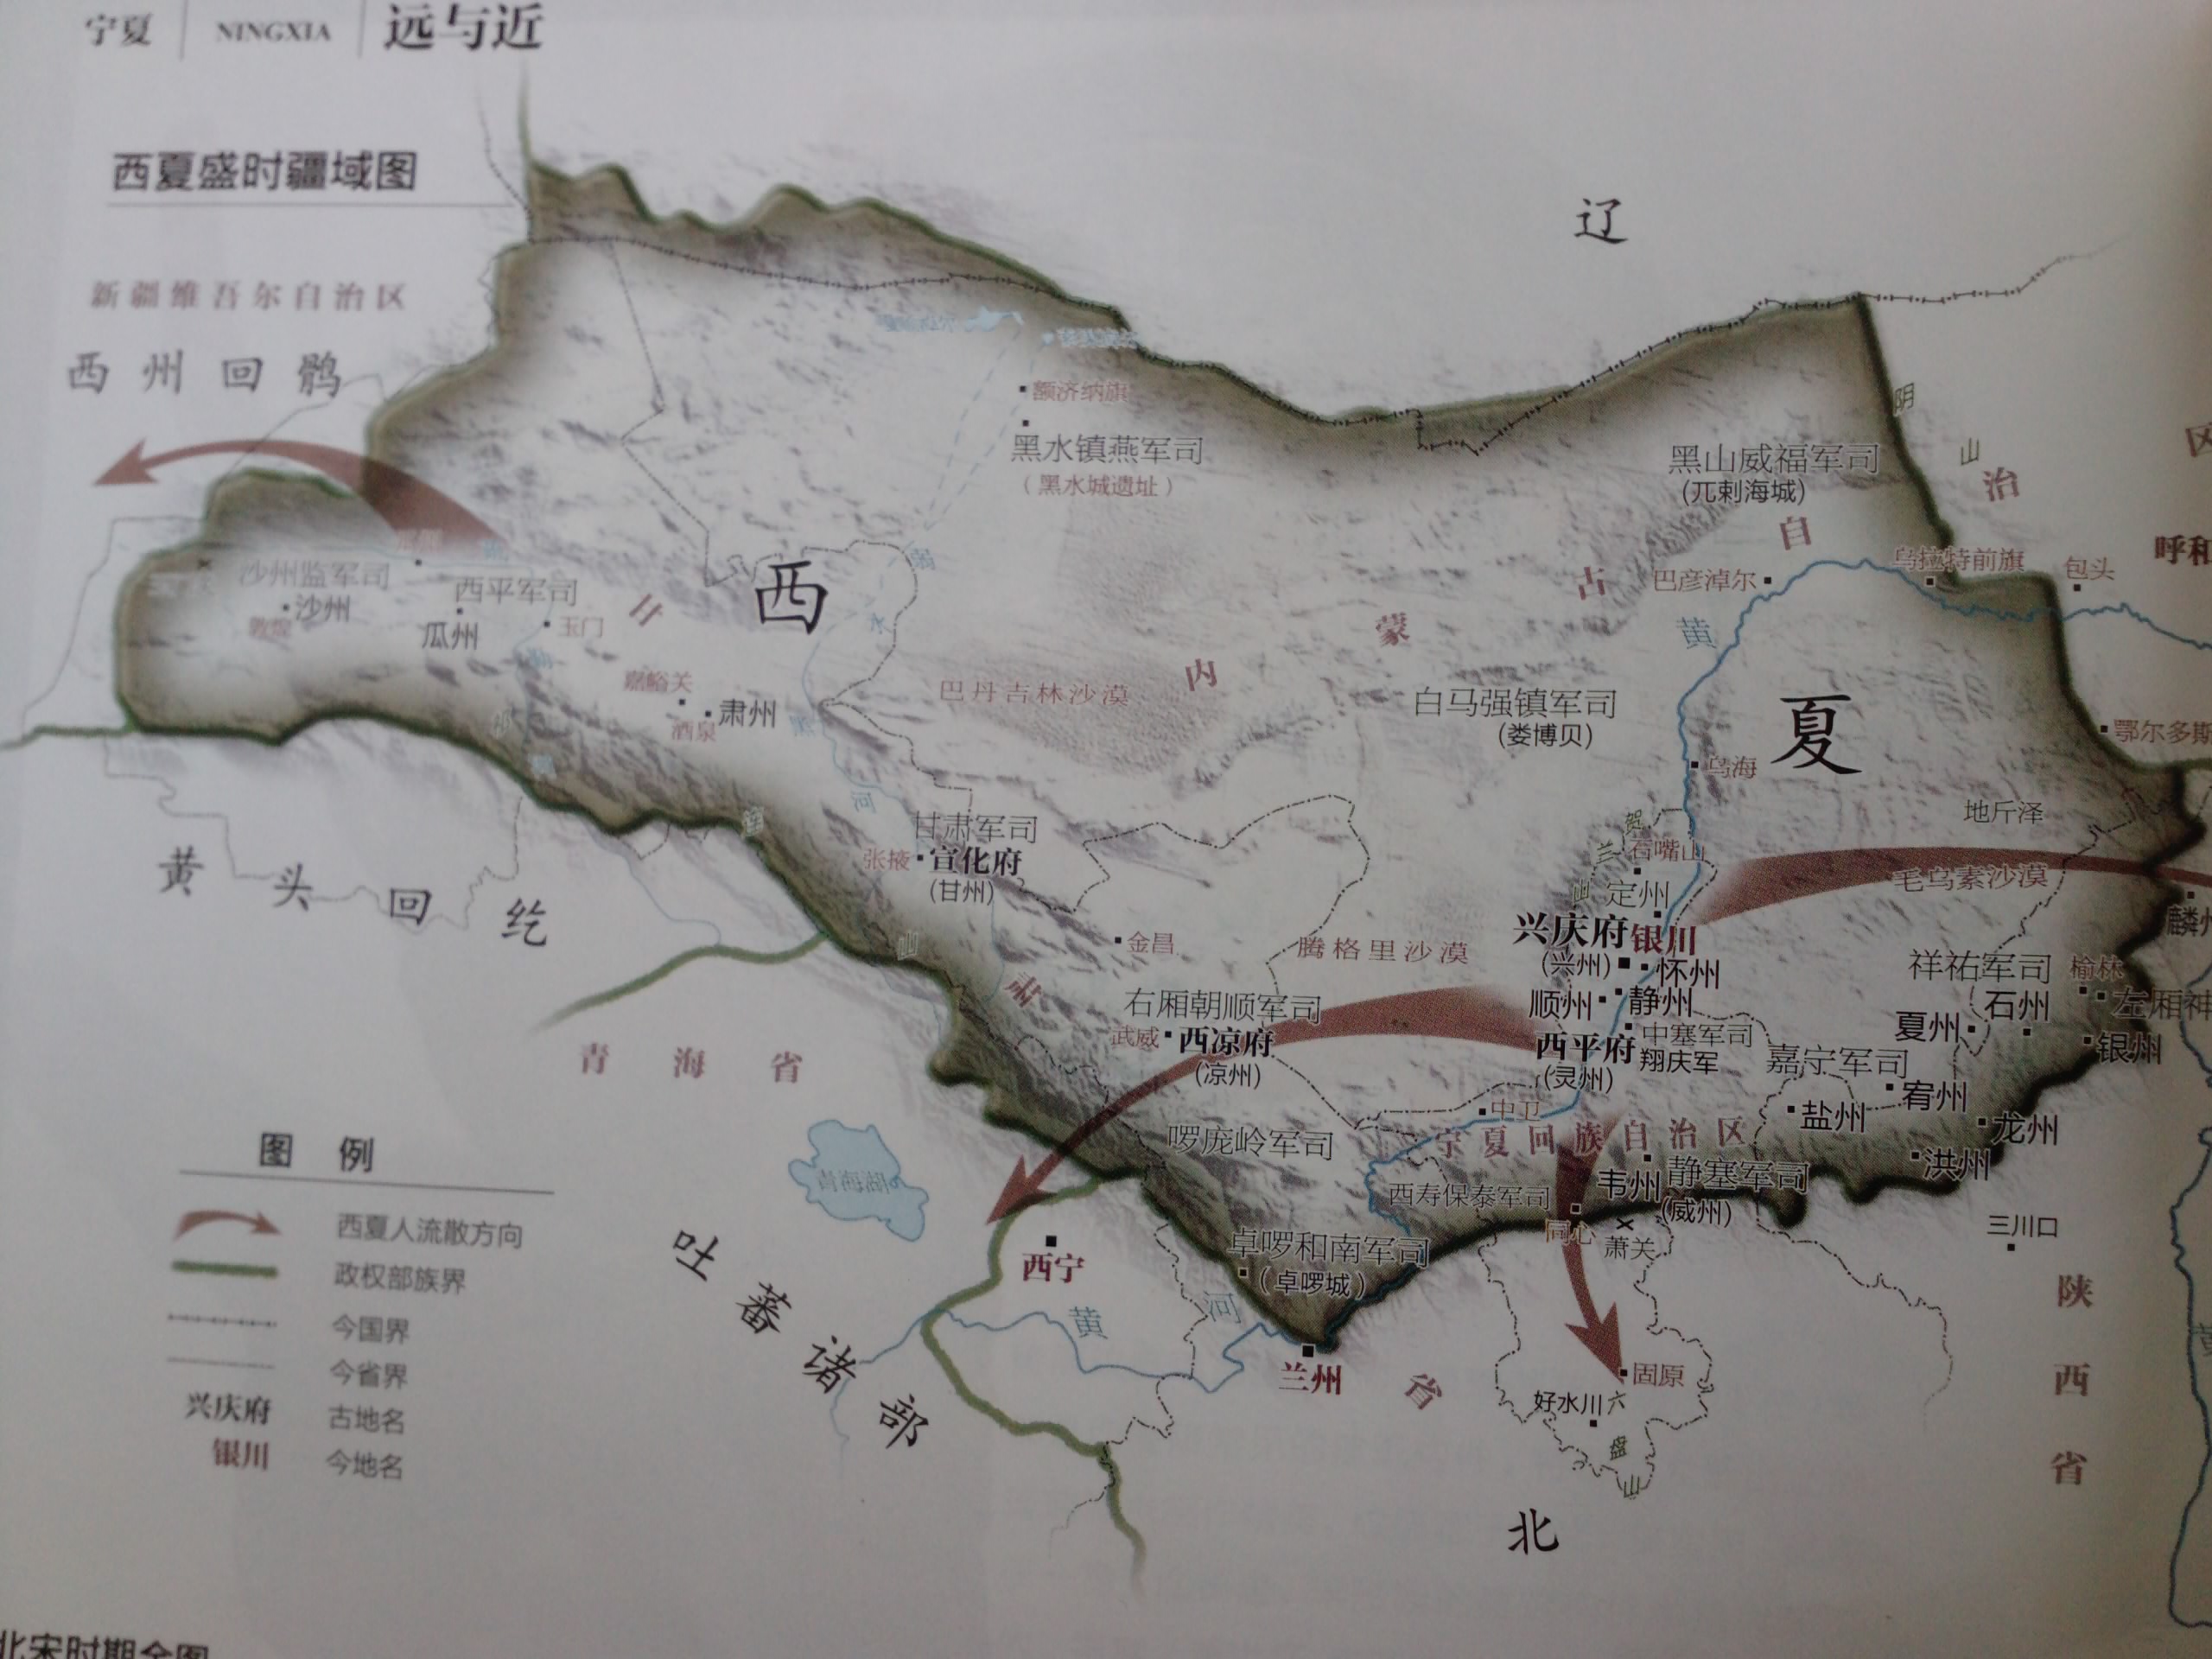 宁夏 NINGXIA 远与近
西夏盛时疆域图
辽
新疆维吾尔自治区
西州回鹘
额济纳旗
黑水镇燕军司
（黑水城遗址）
黑山威福军司
(兀剌海城)
阴山
内蒙古自治区
呼和
乌拉特前旗
包头
巴彦淖尔
沙州监军司
沙州
敦煌
西平军司
瓜州
玉门
西
弱水
甘肃省
嘉峪关
酒泉
肃州
巴丹吉林沙漠
白马强镇军司
(娄博贝)
黄
夏
鄂尔多斯
乌海
地斤泽
黑河
祁连山
黄头回纥
甘肃军司
张掖
宣化府
(甘州)
贺兰山
石嘴山
定州
毛乌素沙漠
麟州
金昌
腾格里沙漠
兴庆府
(兴州)
银川
怀州
顺州
静州
祥祐军司
榆林
石州
左厢神
夏州
银州
右厢朝顺军司
武威
西凉府
(凉州)
西平府
(灵州)
中塞军司
翔庆军
嘉宁军司
宥州
盐州
龙州
洪州
青海省
中卫
宁夏回族自治区
啰庞岭军司
西寿保泰军司
韦州
静塞军司
(威州)
同心
萧关
三川口
青海湖
西宁
卓啰和南军司
（卓啰城）
黄河
兰州
吐蕃诸部
固原
好水川
六盘山
陕西省
北
图例
西夏人流散方向
政权部族界
今国界
今省界
兴庆府 古地名
银川 今地名
北宋时期全图